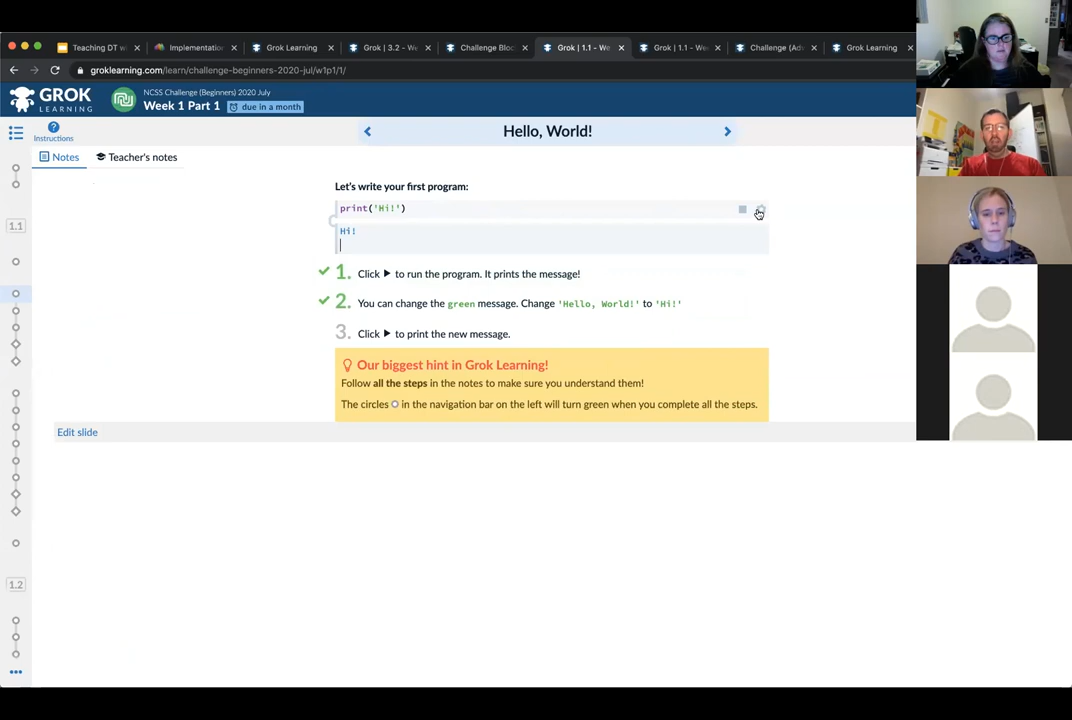 Teaching DT w
Implementation
Grok Learning
Grok | 3.2 - We
Challenge Bloc
Grok | 1.1 - We
Grok | 1.1 - We
Challenge (Adv
Grok Learning
groklearning.com/learn/challenge-beginners-2020-jul/w1p1/1/
GROK
LEARNING
NCSS Challenge (Beginners) 2020 July
Week 1 Part 1 due in a month
Instructions
Hello, World!
Notes Teacher's notes
Let's write your first program:
print('Hi!')
Hi!
1. Click to run the program. It prints the message!
2. You can change the green message. Change 'Hello, World!' to 'Hi!'
3. Click to print the new message.
Our biggest hint in Grok Learning!
Follow all the steps in the notes to make sure you understand them!
The circles in the navigation bar on the left will turn green when you complete all the steps.
Edit slide
1.1
1.2